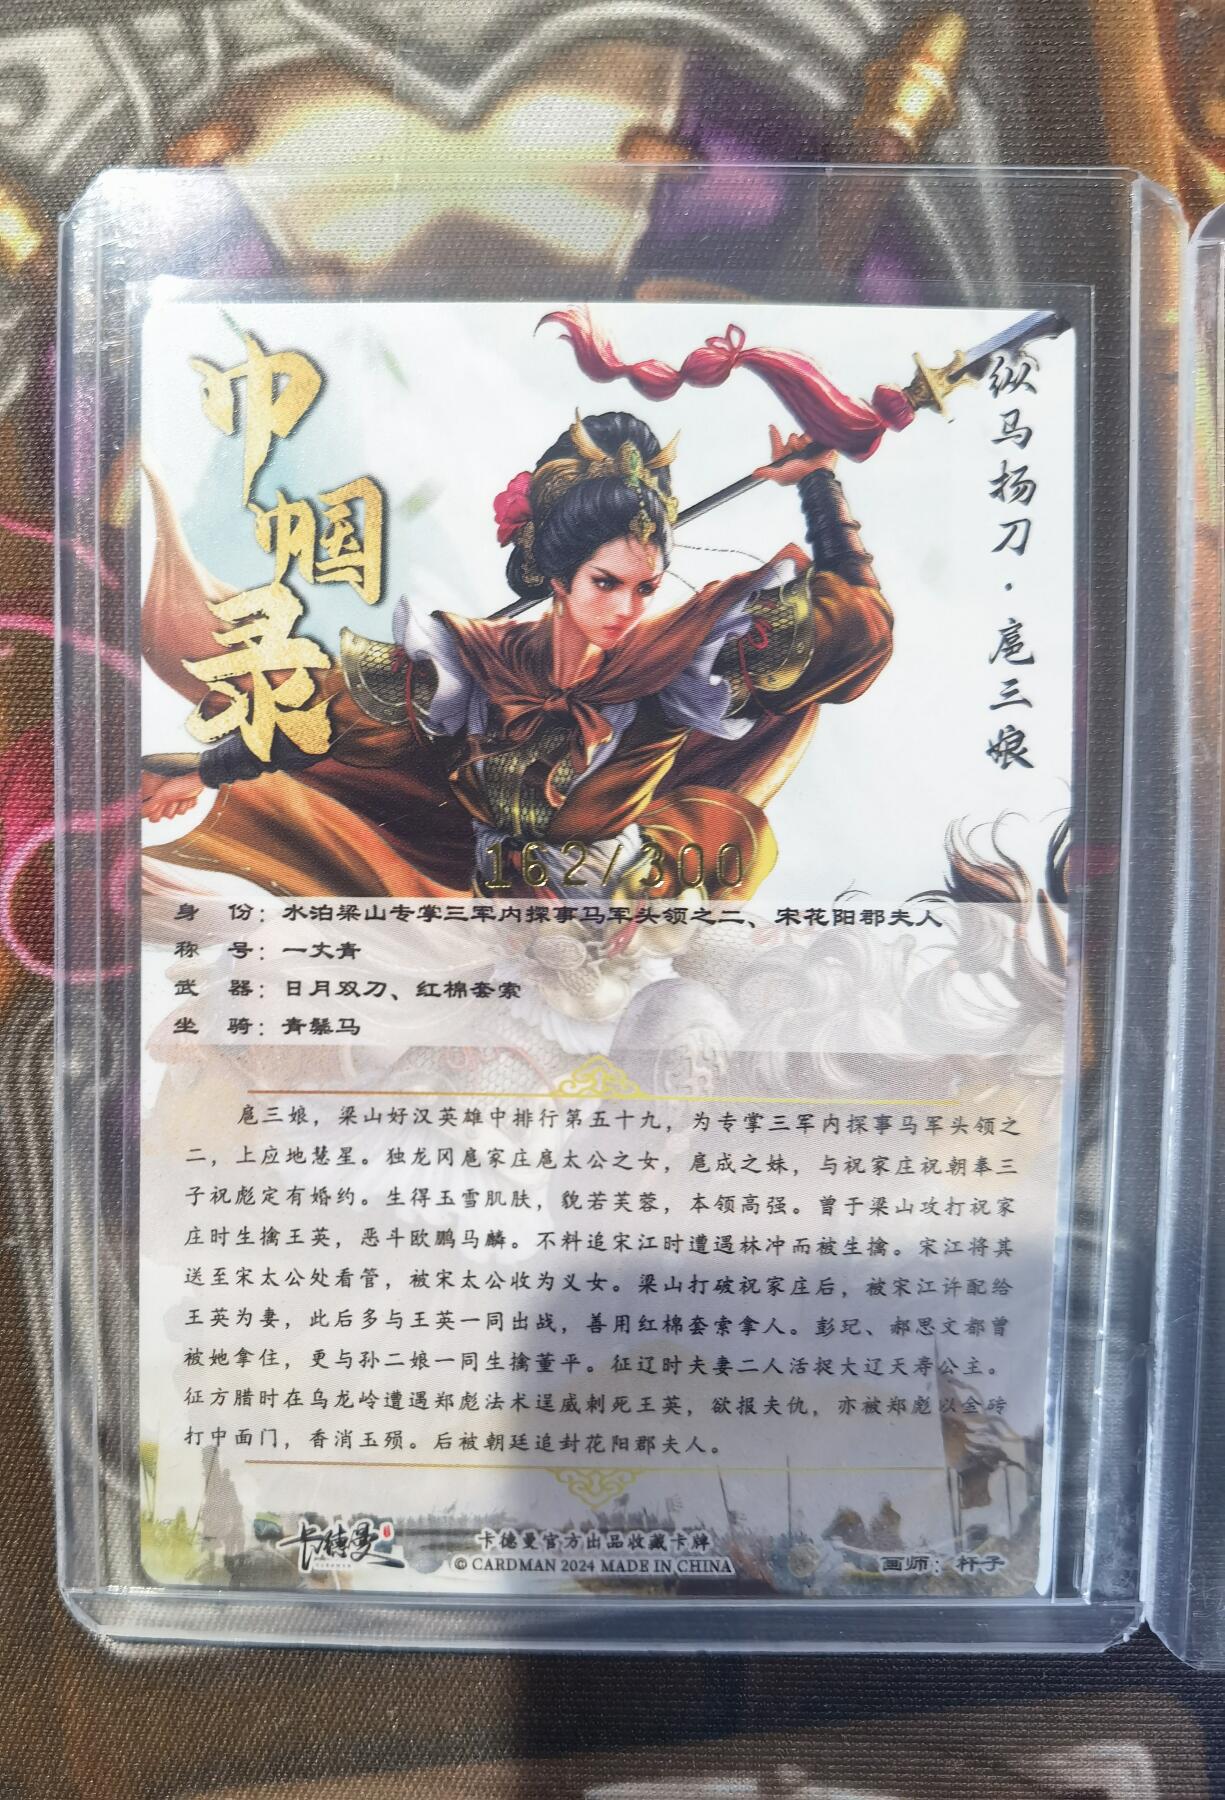 巾帼录
纵马扬刀·扈三娘
162/300
身 份：水泊梁山专掌三军内探事马军头领之二、宋花阳郡夫人
称 号：一丈青
武 器：日月双刀、红棉套索
坐 骑：青鬃马
扈三娘，梁山好汉英雄中排行第五十九，为专掌三军内探事马军头领之
二，上应地慧星。独龙冈扈家庄扈太公之女，扈成之妹，与祝家庄祝朝奉三
子祝彪定有婚约。生得玉雪肌肤，貌若芙蓉，本领高强。曾于梁山攻打祝家
庄时生擒王英，恶斗欧鹏马麟。不料追宋江时遭遇林冲而被生擒。宋江将其
送至宋太公处看管，被宋太公收为义女。梁山打破祝家庄后，被宋江许配给
王英为妻，此后多与王英一同出战，善用红棉套索拿人。彭玘、郝思文都曾
被她拿住，更与孙二娘一同生擒董平。征辽时夫妻二人活捉大辽天寿公主。
征方腊时在乌龙岭遭遇郑彪法术逞威刺死王英，欲报夫仇，亦被郑彪以金砖
打中面门，香消玉殒。后被朝廷追封花阳郡夫人。
卡德曼
卡德曼官方出品收藏卡牌
© CARDMAN 2024 MADE IN CHINA
画师：杆子